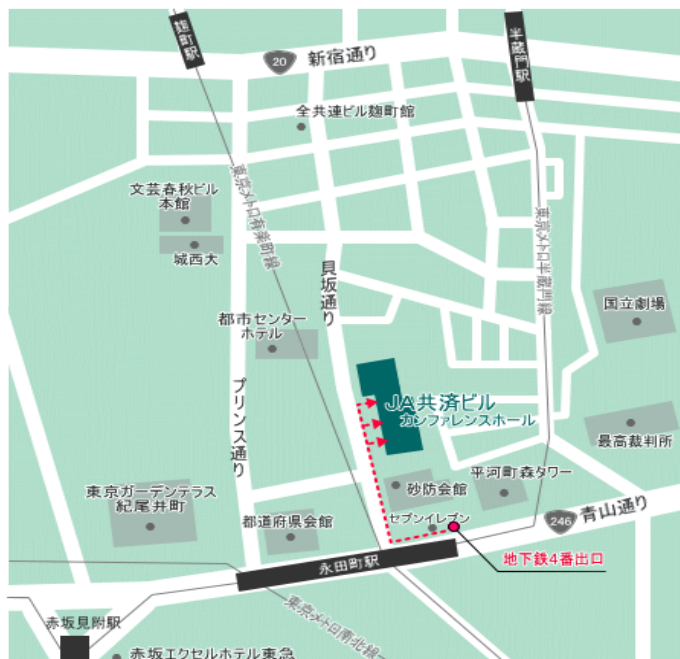 麹町駅
半蔵門駅
20
新宿通り
全共連ビル麹町館
東京メトロ有楽町線
文芸春秋ビル
本館
城西大
東京メトロ半蔵門線
貝坂通り
国立劇場
都市センター
ホテル
プリンス通り
JA共済ビル
カンファレンスホール
最高裁判所
平河町森タワー
東京ガーデンテラス
紀尾井町
砂防会館
都道府県会館
セブンイレブン
246
青山通り
地下鉄4番出口
永田町駅
東京メトロ南北線
赤坂見附駅
赤坂エクセルホテル東急